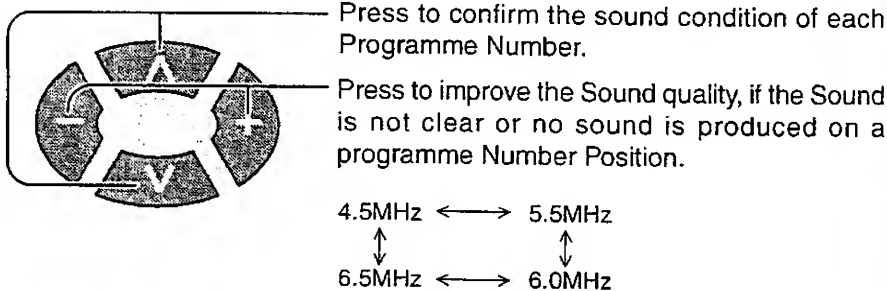 Press to confirm the sound condition of each
Programme Number.
Press to improve the Sound quality, if the Sound
is not clear or no sound is produced on a
programme Number Position.
4.5MHz ⟷ 5.5MHz
↕ ↕
6.5MHz ⟷ 6.0MHz